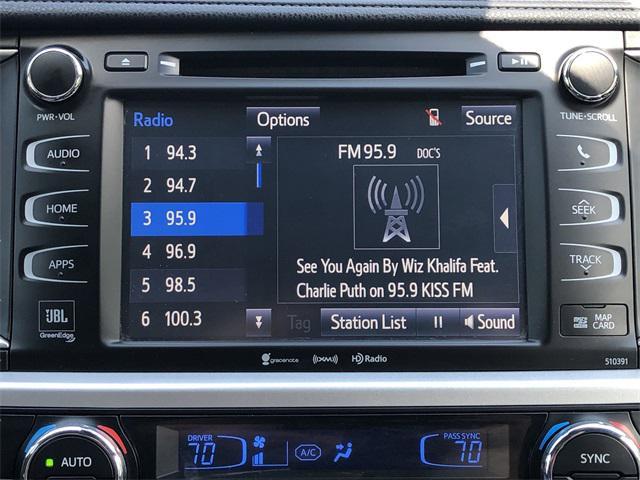 PWR•VOL
TUNE•SCROLL
Radio
Options
Source
1 94.3
2 94.7
3 95.9
4 96.9
5 98.5
6 100.3
FM 95.9 DOC'S
See You Again By Wiz Khalifa Feat.
Charlie Puth on 95.9 KISS FM
Tag
Station List
Sound
AUDIO
HOME
APPS
JBL
GreenEdge
SEEK
TRACK
MAP
CARD
gracenote
(((XM)))
HD Radio
510391
DRIVER
70
A/C
PASS SYNC
70
AUTO
SYNC